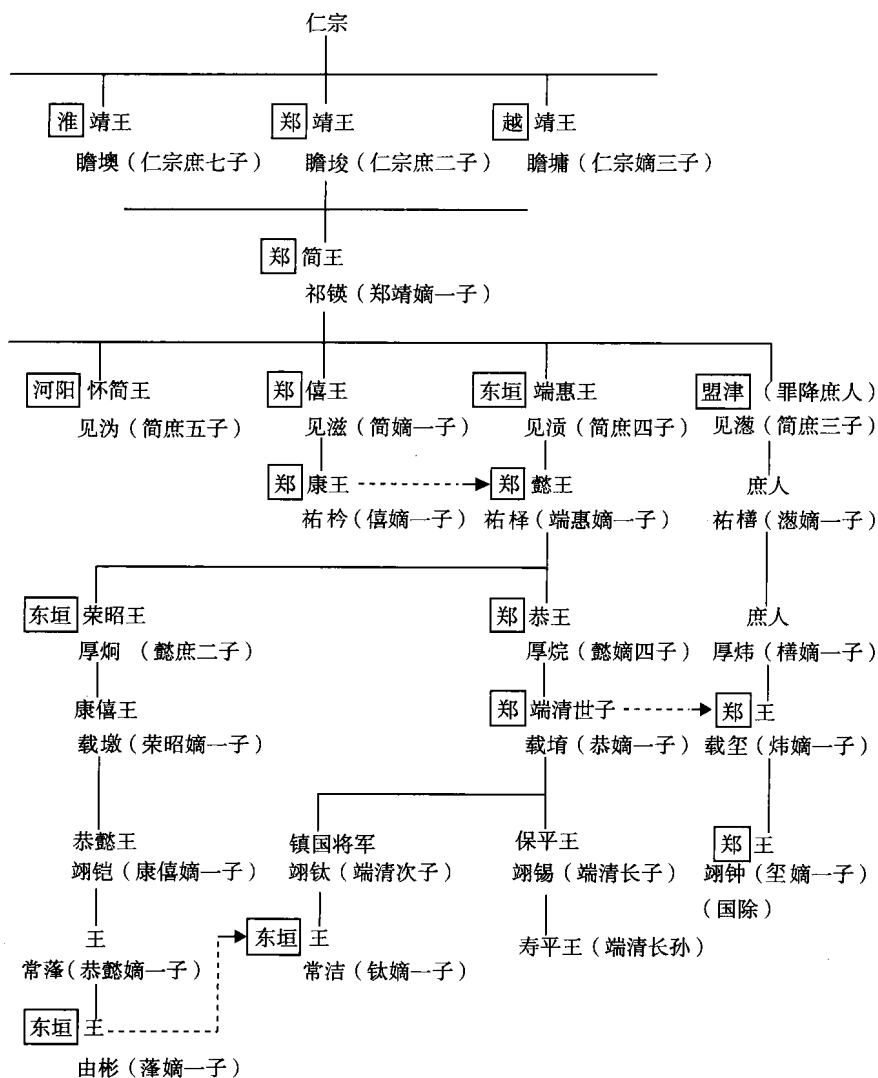 仁宗
淮 靖王 郑 靖王 越 靖王
瞻墺（仁宗庶七子） 瞻埈（仁宗庶二子） 瞻墉（仁宗嫡三子）
郑 简王
祁锳（郑靖嫡一子）
河阳 怀简王 郑 僖王 东垣 端惠王 盟津 （罪降庶人）
见沩（简庶五子） 见滋（简嫡一子） 见渍（简庶四子） 见濍（简庶三子）
郑 康王 郑 懿王 庶人
祐枔（僖嫡一子） 祐檡（端惠嫡一子） 祐橏（濍嫡一子）
东垣 荣昭王 郑 恭王 庶人
厚炯 （懿庶二子） 厚烷（懿嫡四子） 厚炜（橏嫡一子）
康僖王 郑 端清世子 郑 王
载墽（荣昭嫡一子） 载堉（恭嫡一子） 载玺（炜嫡一子）
恭懿王 镇国将军 保平王 郑 王
翊铠（康僖嫡一子） 翊钛（端清次子） 翊锡（端清长子） 翊钟（玺嫡一子）
（国除）
王 东垣 王 寿平王（端清长孙）
常漨（恭懿嫡一子） 常洁（钛嫡一子）
东垣 王
由彬（漨嫡一子）